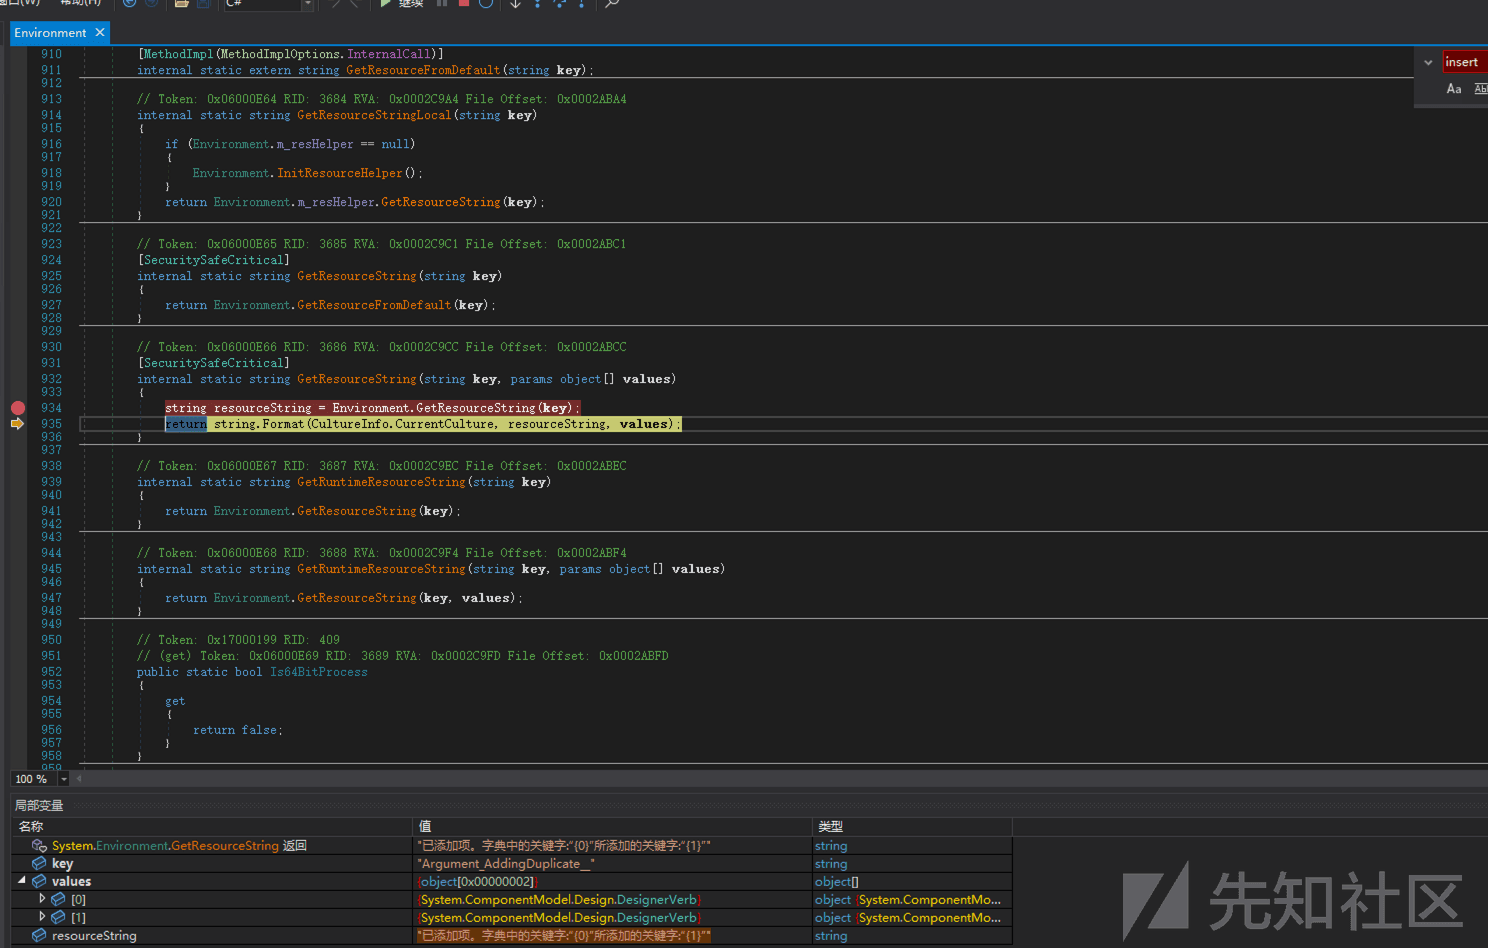 窗口(W) 帮助(H) C# 继续
Environment ×
910 [MethodImpl(MethodImplOptions.InternalCall)]
911 internal static extern string GetResourceFromDefault(string key);
912
913 // Token: 0x06000E64 RID: 3684 RVA: 0x0002C9A4 File Offset: 0x0002ABA4
914 internal static string GetResourceStringLocal(string key)
915 {
916 if (Environment.m_resHelper == null)
917 {
918 Environment.InitResourceHelper();
919 }
920 return Environment.m_resHelper.GetResourceString(key);
921 }
922
923 // Token: 0x06000E65 RID: 3685 RVA: 0x0002C9C1 File Offset: 0x0002ABC1
924 [SecuritySafeCritical]
925 internal static string GetResourceString(string key)
926 {
927 return Environment.GetResourceFromDefault(key);
928 }
929
930 // Token: 0x06000E66 RID: 3686 RVA: 0x0002C9CC File Offset: 0x0002ABCC
931 [SecuritySafeCritical]
932 internal static string GetResourceString(string key, params object[] values)
933 {
934 string resourceString = Environment.GetResourceString(key);
935 return string.Format(CultureInfo.CurrentCulture, resourceString, values);
936 }
937
938 // Token: 0x06000E67 RID: 3687 RVA: 0x0002C9EC File Offset: 0x0002ABEC
939 internal static string GetRuntimeResourceString(string key)
940 {
941 return Environment.GetResourceString(key);
942 }
943
944 // Token: 0x06000E68 RID: 3688 RVA: 0x0002C9F4 File Offset: 0x0002ABF4
945 internal static string GetRuntimeResourceString(string key, params object[] values)
946 {
947 return Environment.GetResourceString(key, values);
948 }
949
950 // Token: 0x17000199 RID: 409
951 // (get) Token: 0x06000E69 RID: 3689 RVA: 0x0002C9FD File Offset: 0x0002ABFD
952 public static bool Is64BitProcess
953 {
954 get
955 {
956 return false;
957 }
958 }
959
insert
Aa Abl
100 %
局部变量
名称 值 类型
System.Environment.GetResourceString 返回 "已添加项。字典中的关键字:“{0}”所添加的关键字:“{1}”" string
key "Argument_AddingDuplicate__" string
values {object[0x00000002]} object[]
[0] {System.ComponentModel.Design.DesignerVerb} object {System.ComponentMo...
[1] {System.ComponentModel.Design.DesignerVerb} object {System.ComponentMo...
resourceString "已添加项。字典中的关键字:“{0}”所添加的关键字:“{1}”" string
先知社区